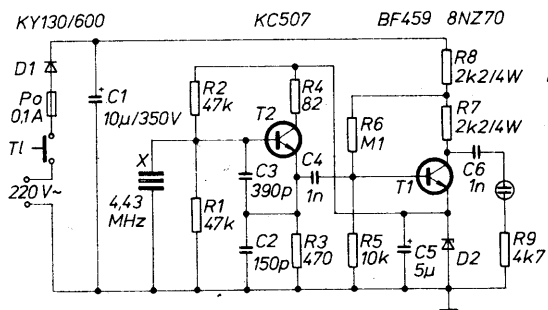 KY130/600 KC507 BF459 8NZ70
D1
Po
0,1A
Tl
220 V~
C1
10µ/350V
X
4,43
MHz
R2
47k
R1
47k
R4
82
T2
C3
390p
C2
150p
C4
1n
R3
470
R6
M1
R5
10k
R8
2k2/4W
R7
2k2/4W
T1
C6
1n
C5
5µ
D2
R9
4k7